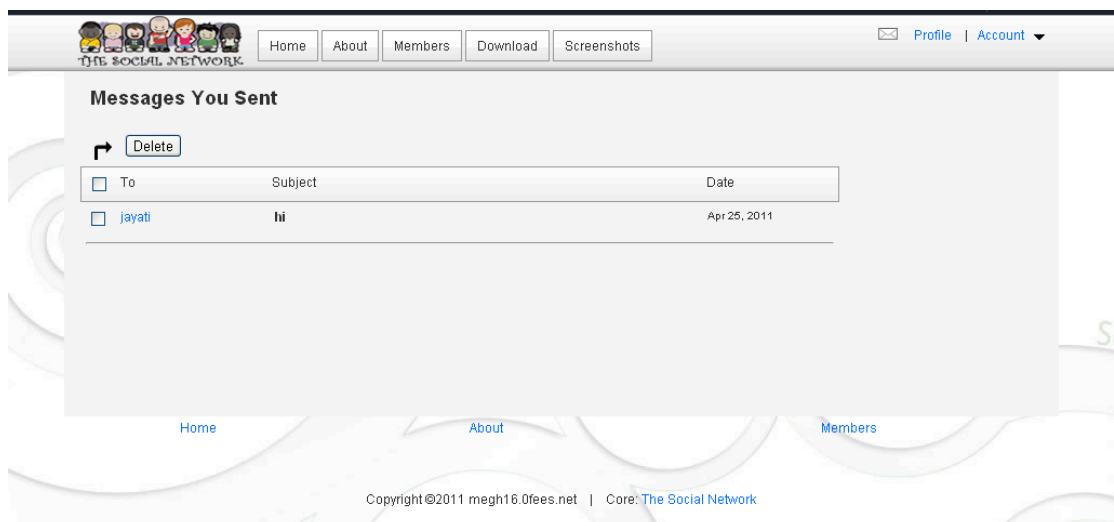 THE SOCIAL NETWORK
Home About Members Download Screenshots
Profile | Account
Messages You Sent
Delete
To Subject Date
jayati hi Apr 25, 2011
Home About Members
Copyright ©2011 megh16.0fees.net | Core: The Social Network